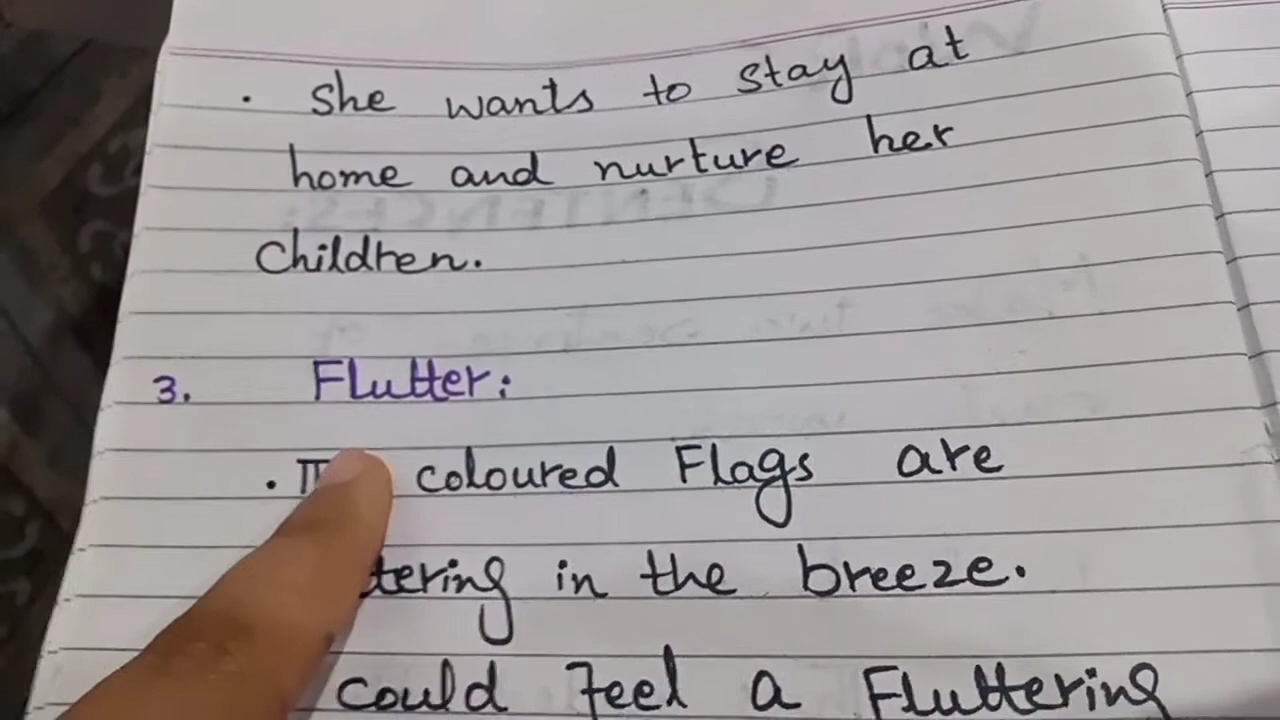 . She wants to stay at
home and nurture her
Children.
3. Flutter:
. coloured Flags are
tering in the breeze.
could feel a Fluttering